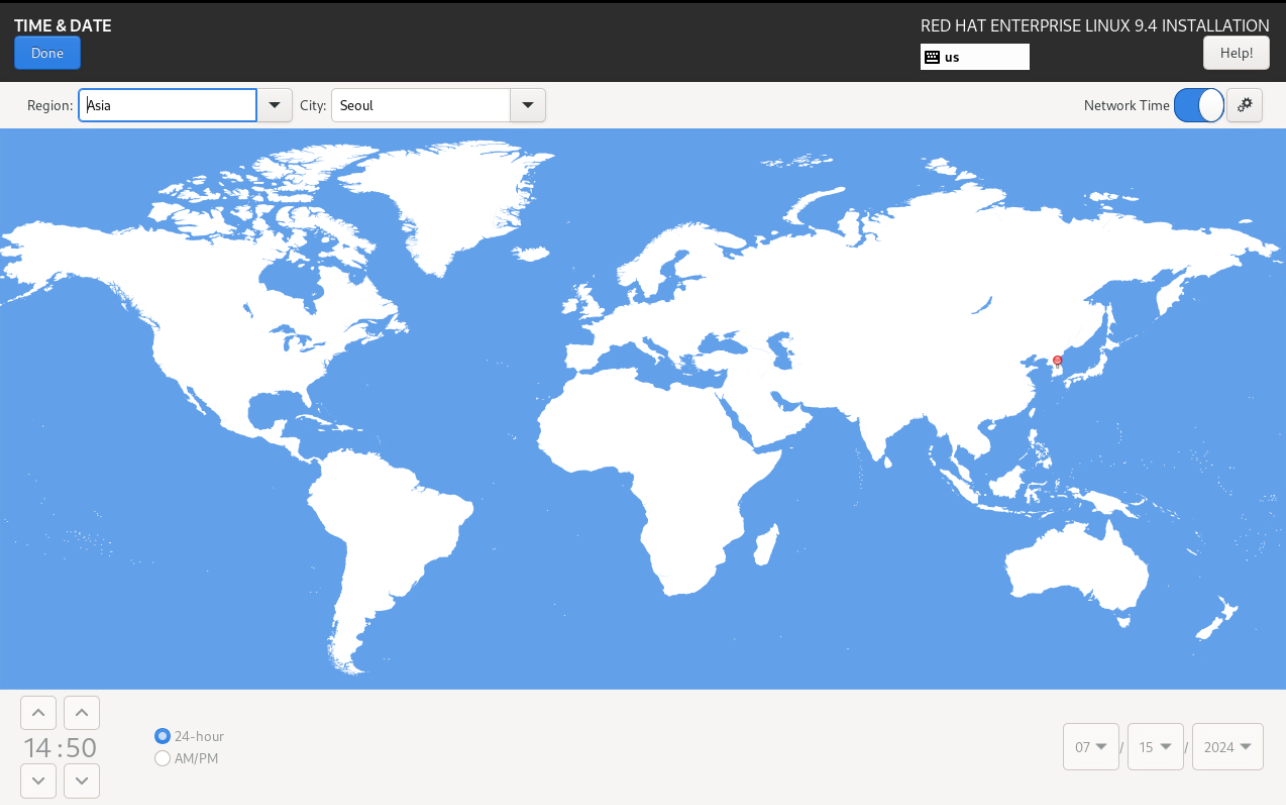 TIME & DATE
RED HAT ENTERPRISE LINUX 9.4 INSTALLATION
Done
us
Help!
Region: Asia City: Seoul Network Time
14 : 50
24-hour
AM/PM
07 / 15 / 2024